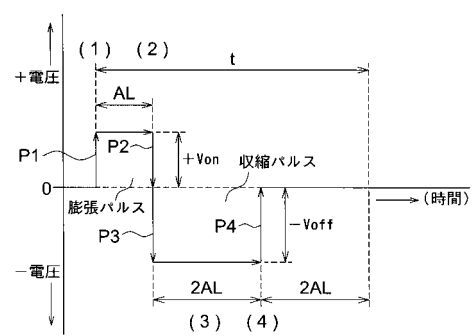 (1) (2)
t
＋電圧
AL
P1
P2
＋Von
収縮パルス
0
膨張パルス
(時間)
P3
P4
－Voff
－電圧
2AL 2AL
(3) (4)